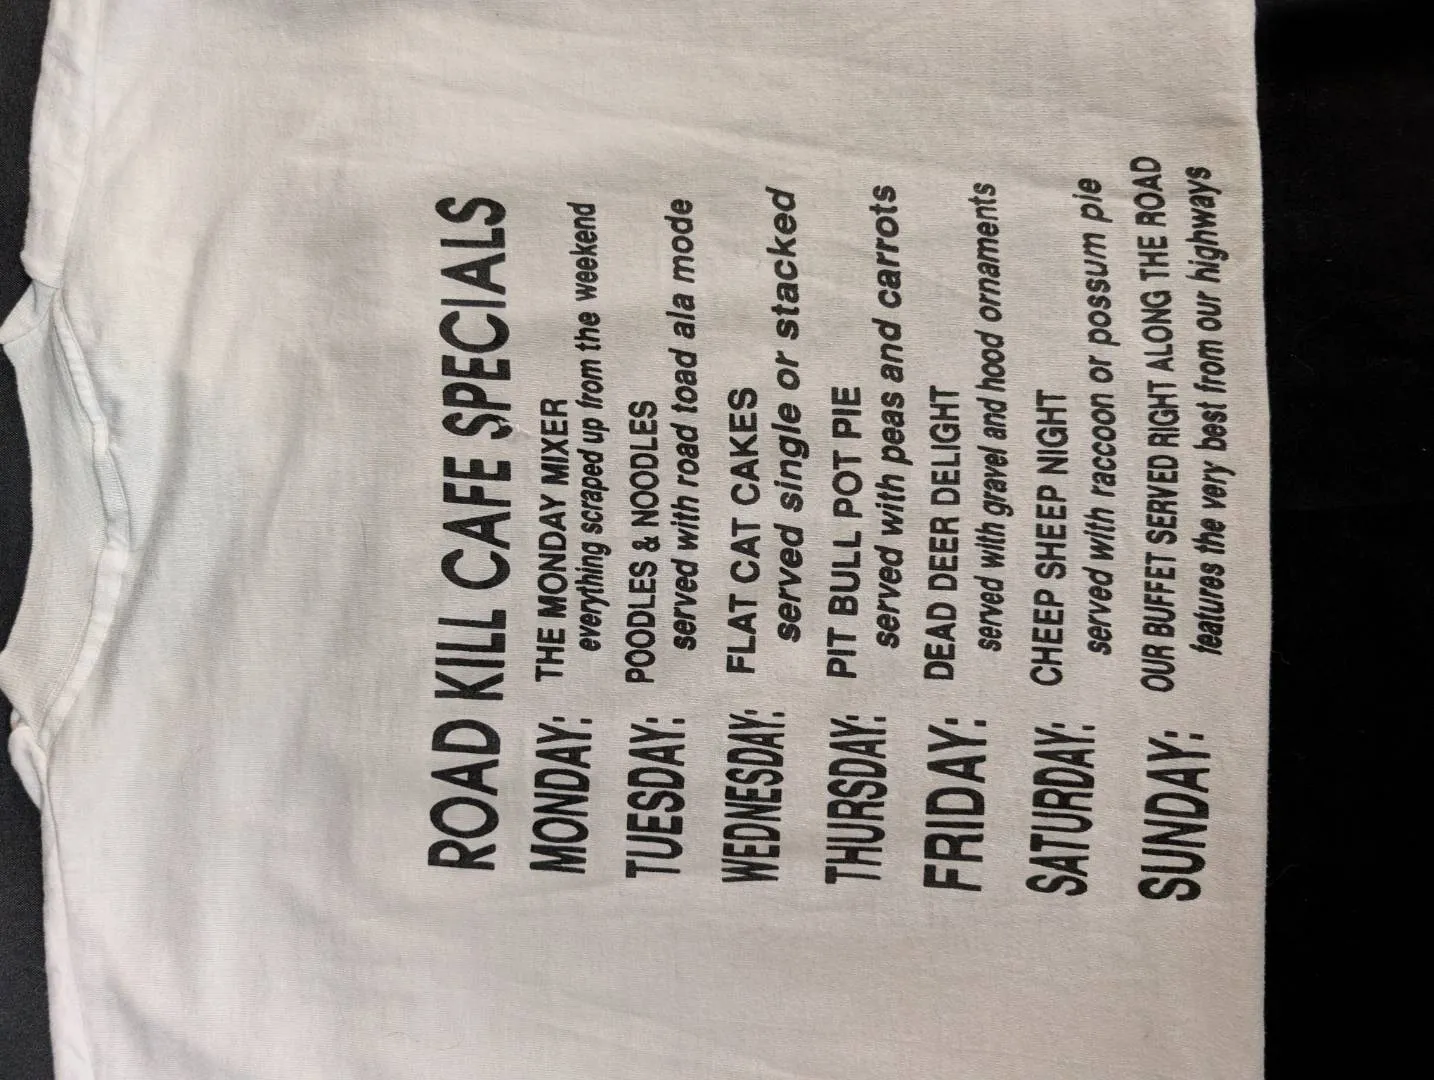 ROAD KILL CAFE SPECIALS
MONDAY: THE MONDAY MIXER
everything scraped up from the weekend
TUESDAY: POODLES & NOODLES
served with road toad ala mode
WEDNESDAY: FLAT CAT CAKES
served single or stacked
THURSDAY: PIT BULL POT PIE
served with peas and carrots
FRIDAY: DEAD DEER DELIGHT
served with gravel and hood ornaments
SATURDAY: CHEEP SHEEP NIGHT
served with raccoon or possum pie
SUNDAY: OUR BUFFET SERVED RIGHT ALONG THE ROAD
features the very best from our highways